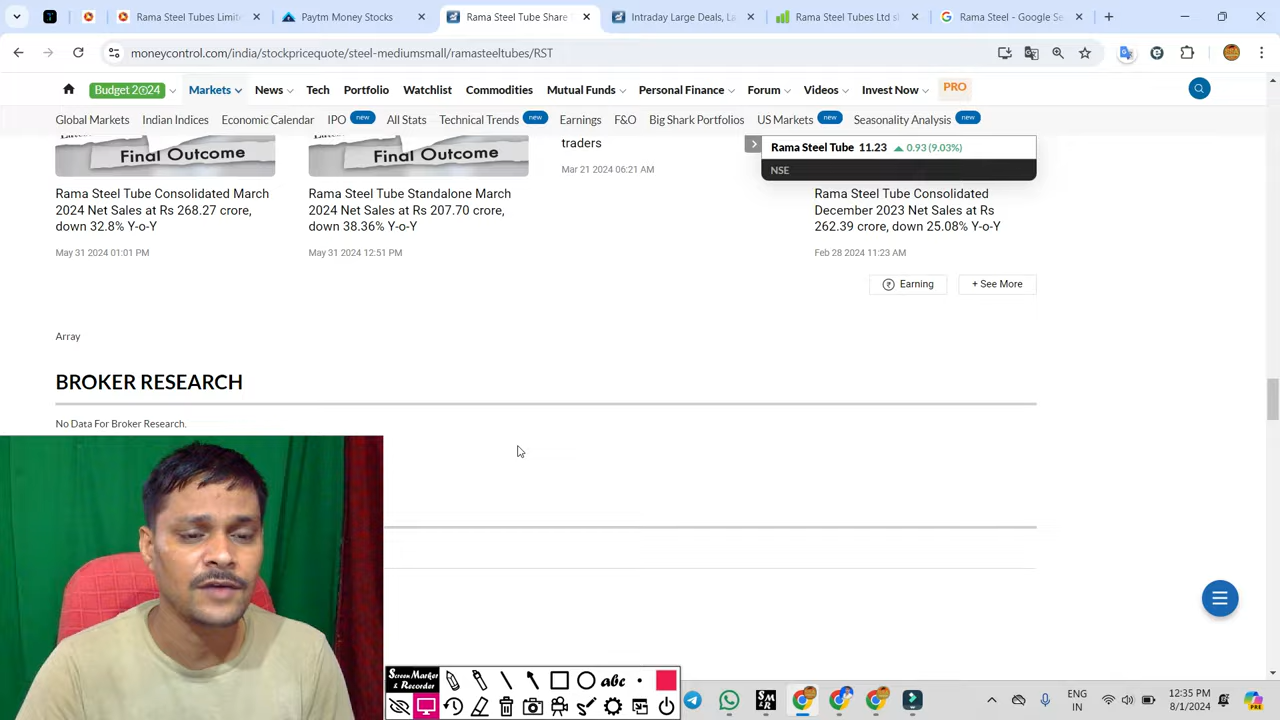 Rama Steel Tubes Limit
Paytm Money Stocks
Rama Steel Tube Share
Intraday Large Deals, La
Rama Steel Tubes Ltd s
Rama Steel - Google Se
moneycontrol.com/india/stockpricequote/steel-mediumsmall/ramasteeltubes/RST
Budget 2024 Markets News Tech Portfolio Watchlist Commodities Mutual Funds Personal Finance Forum Videos Invest Now PRO
Global Markets Indian Indices Economic Calendar IPO new All Stats Technical Trends new Earnings F&O Big Shark Portfolios US Markets new Seasonality Analysis new
Final Outcome
Final Outcome
traders
Mar 21 2024 06:21 AM
Rama Steel Tube 11.23 0.93 (9.03%)
NSE
Rama Steel Tube Consolidated March
2024 Net Sales at Rs 268.27 crore,
down 32.8% Y-o-Y
May 31 2024 01:01 PM
Rama Steel Tube Standalone March
2024 Net Sales at Rs 207.70 crore,
down 38.36% Y-o-Y
May 31 2024 12:51 PM
Rama Steel Tube Consolidated
December 2023 Net Sales at Rs
262.39 crore, down 25.08% Y-o-Y
Feb 28 2024 11:23 AM
Earning
+ See More
Array
BROKER RESEARCH
No Data For Broker Research.
Screen Marker
& Recorder
abc
SM
&R
ENG
IN
12:35 PM
8/1/2024
PRE